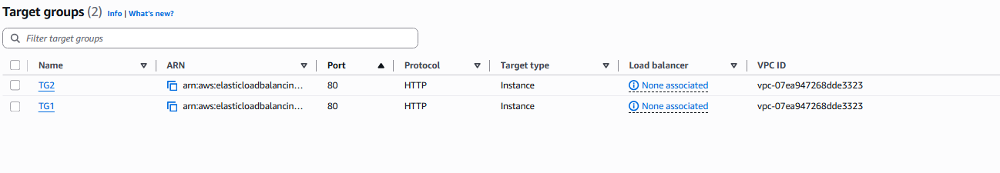 Target groups (2) Info | What's new?
Filter target groups
Name ARN Port Protocol Target type Load balancer VPC ID
TG2 arn:aws:elasticloadbalancin... 80 HTTP Instance None associated vpc-07ea947268dde3323
TG1 arn:aws:elasticloadbalancin... 80 HTTP Instance None associated vpc-07ea947268dde3323